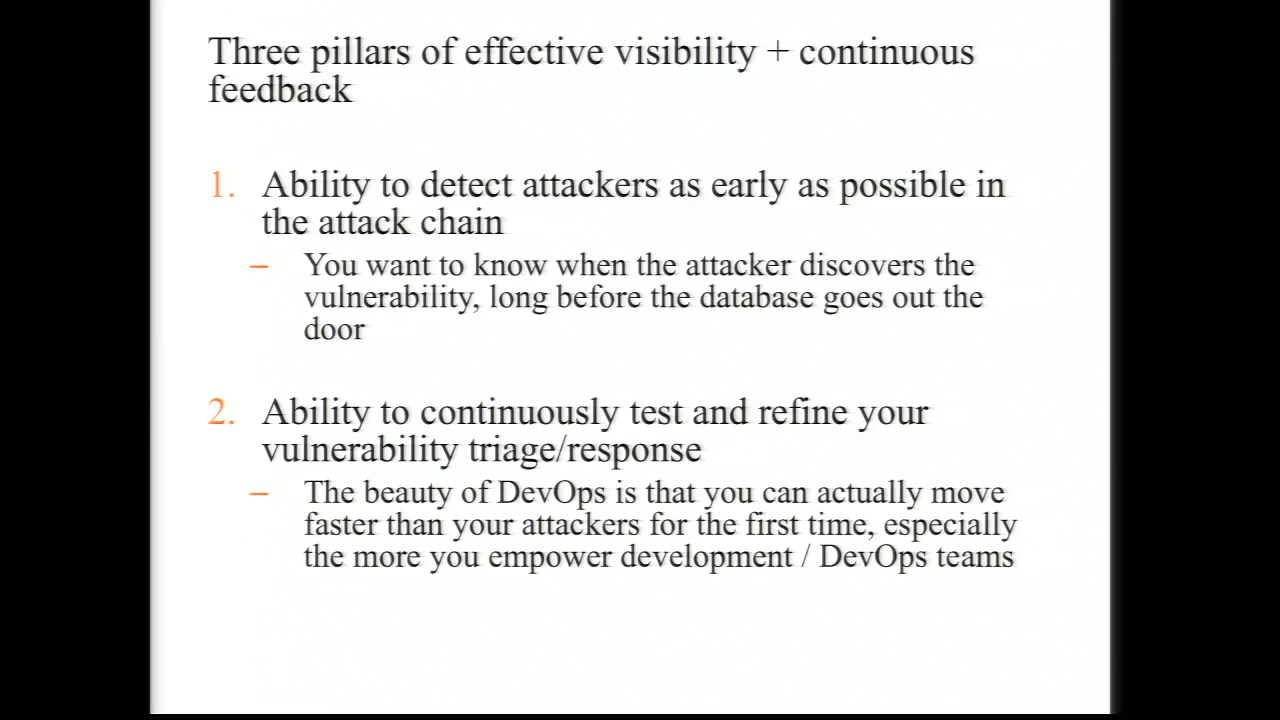 Three pillars of effective visibility + continuous
feedback
1. Ability to detect attackers as early as possible in
the attack chain
– You want to know when the attacker discovers the
vulnerability, long before the database goes out the
door
2. Ability to continuously test and refine your
vulnerability triage/response
– The beauty of DevOps is that you can actually move
faster than your attackers for the first time, especially
the more you empower development / DevOps teams